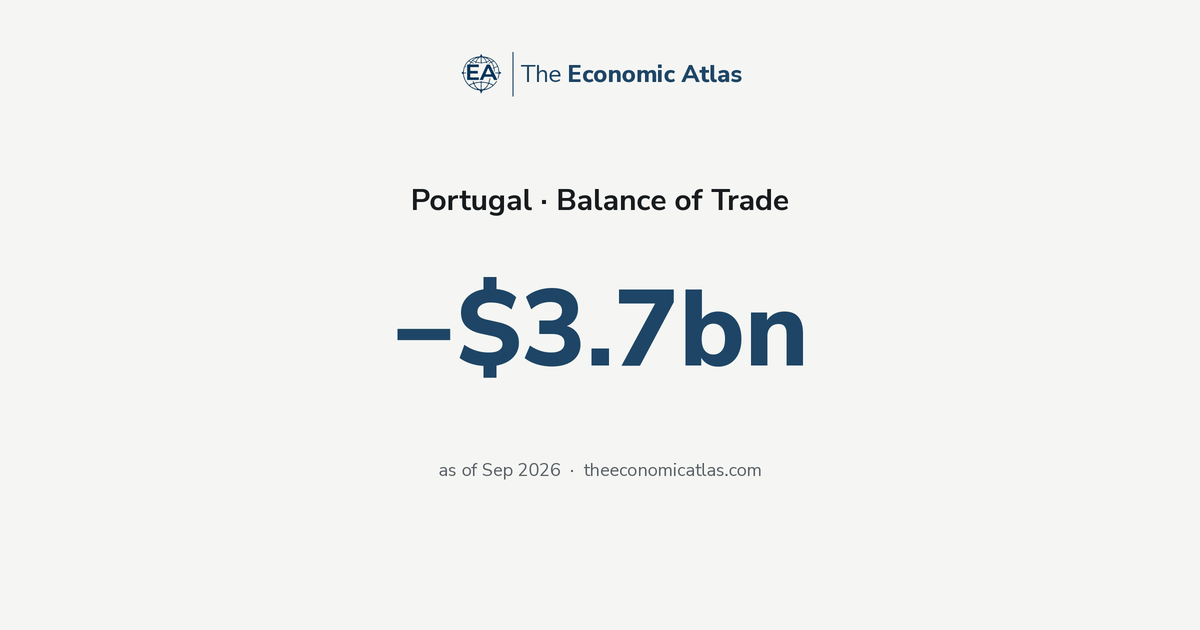 EA The Economic Atlas
Portugal · Balance of Trade
−$3.7bn
as of Sep 2026 · theeconomicatlas.com